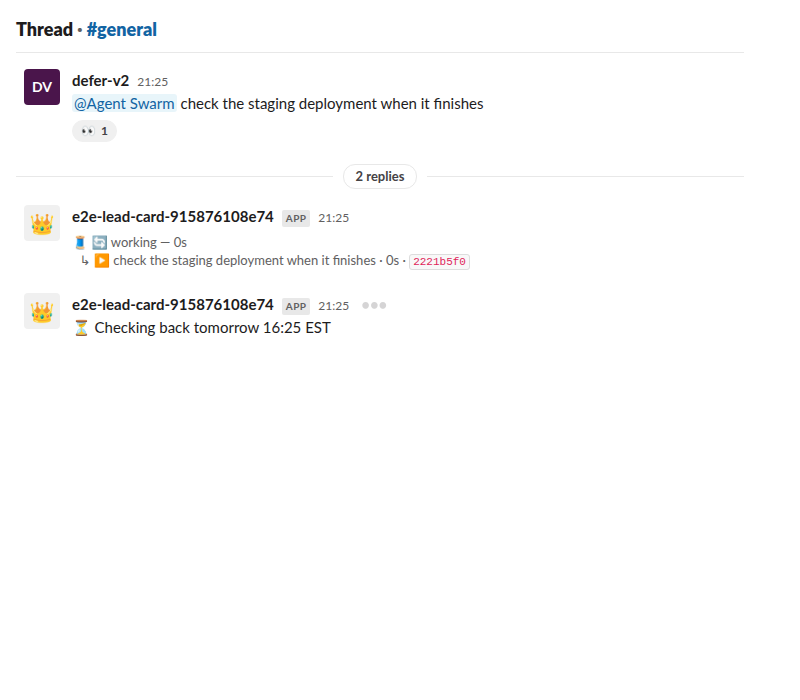 Thread • #general
DV
defer-v2 21:25
@Agent Swarm check the staging deployment when it finishes
👀 1
2 replies
e2e-lead-card-915876108e74 APP 21:25
🧵 🔄 working — 0s
↳ ▶️ check the staging deployment when it finishes · 0s · 2221b5f0
e2e-lead-card-915876108e74 APP 21:25
⏳ Checking back tomorrow 16:25 EST